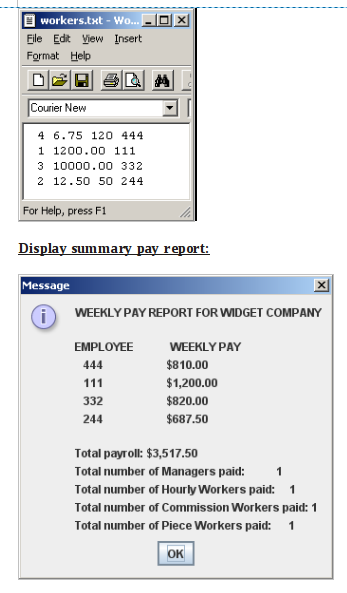 workers.txt - Wo...
File Edit View Insert
Format Help
Courier New
4 6.75 120 444
1 1200.00 111
3 10000.00 332
2 12.50 50 244
For Help, press F1
Display summary pay report:
Message
WEEKLY PAY REPORT FOR WIDGET COMPANY
EMPLOYEE WEEKLY PAY
444 $810.00
111 $1,200.00
332 $820.00
244 $687.50
Total payroll: $3,517.50
Total number of Managers paid: 1
Total number of Hourly Workers paid: 1
Total number of Commission Workers paid: 1
Total number of Piece Workers paid: 1
OK